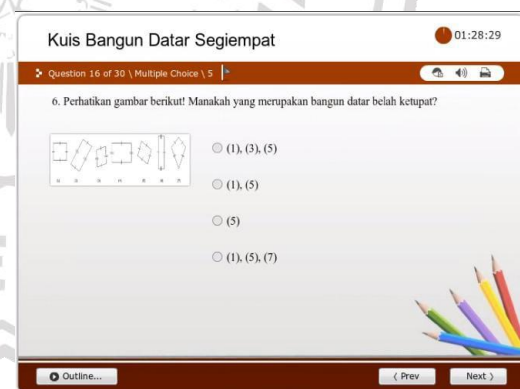 Kuis Bangun Datar Segiempat
01:28:29
Question 16 of 30 \ Multiple Choice \ 5
6. Perhatikan gambar berikut! Manakah yang merupakan bangun datar belah ketupat?
(1), (3), (5)
(1), (5)
(5)
(1), (5), (7)
Outline...
Prev
Next